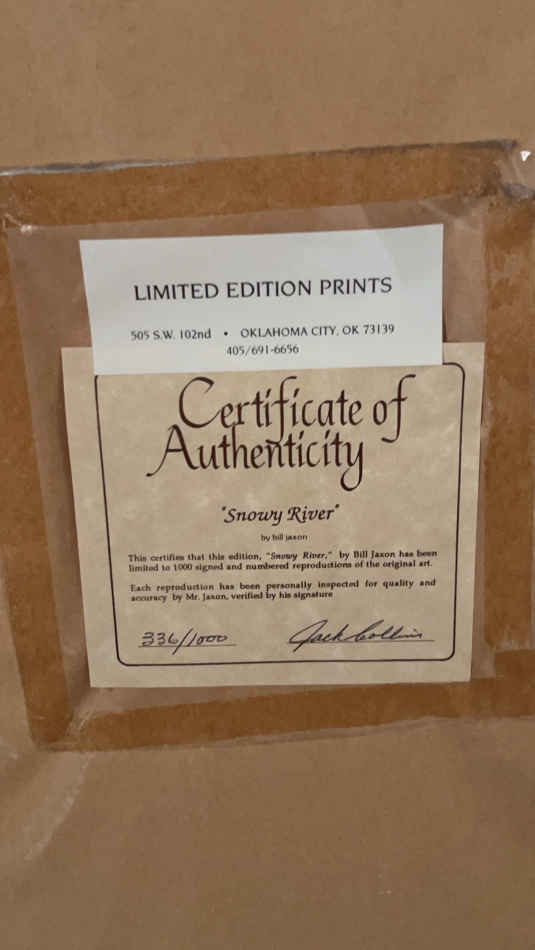 LIMITED EDITION PRINTS
505 S.W. 102nd • OKLAHOMA CITY, OK 73139
405/691-6656
Certificate of
Authenticity
"Snowy River"
by bill jaxon
This certifies that this edition, "Snowy River," by Bill Jaxon has been
limited to 1000 signed and numbered reproductions of the original art.
Each reproduction has been personally inspected for quality and
accuracy by Mr. Jaxon, verified by his signature
336/1000 Jack Collins